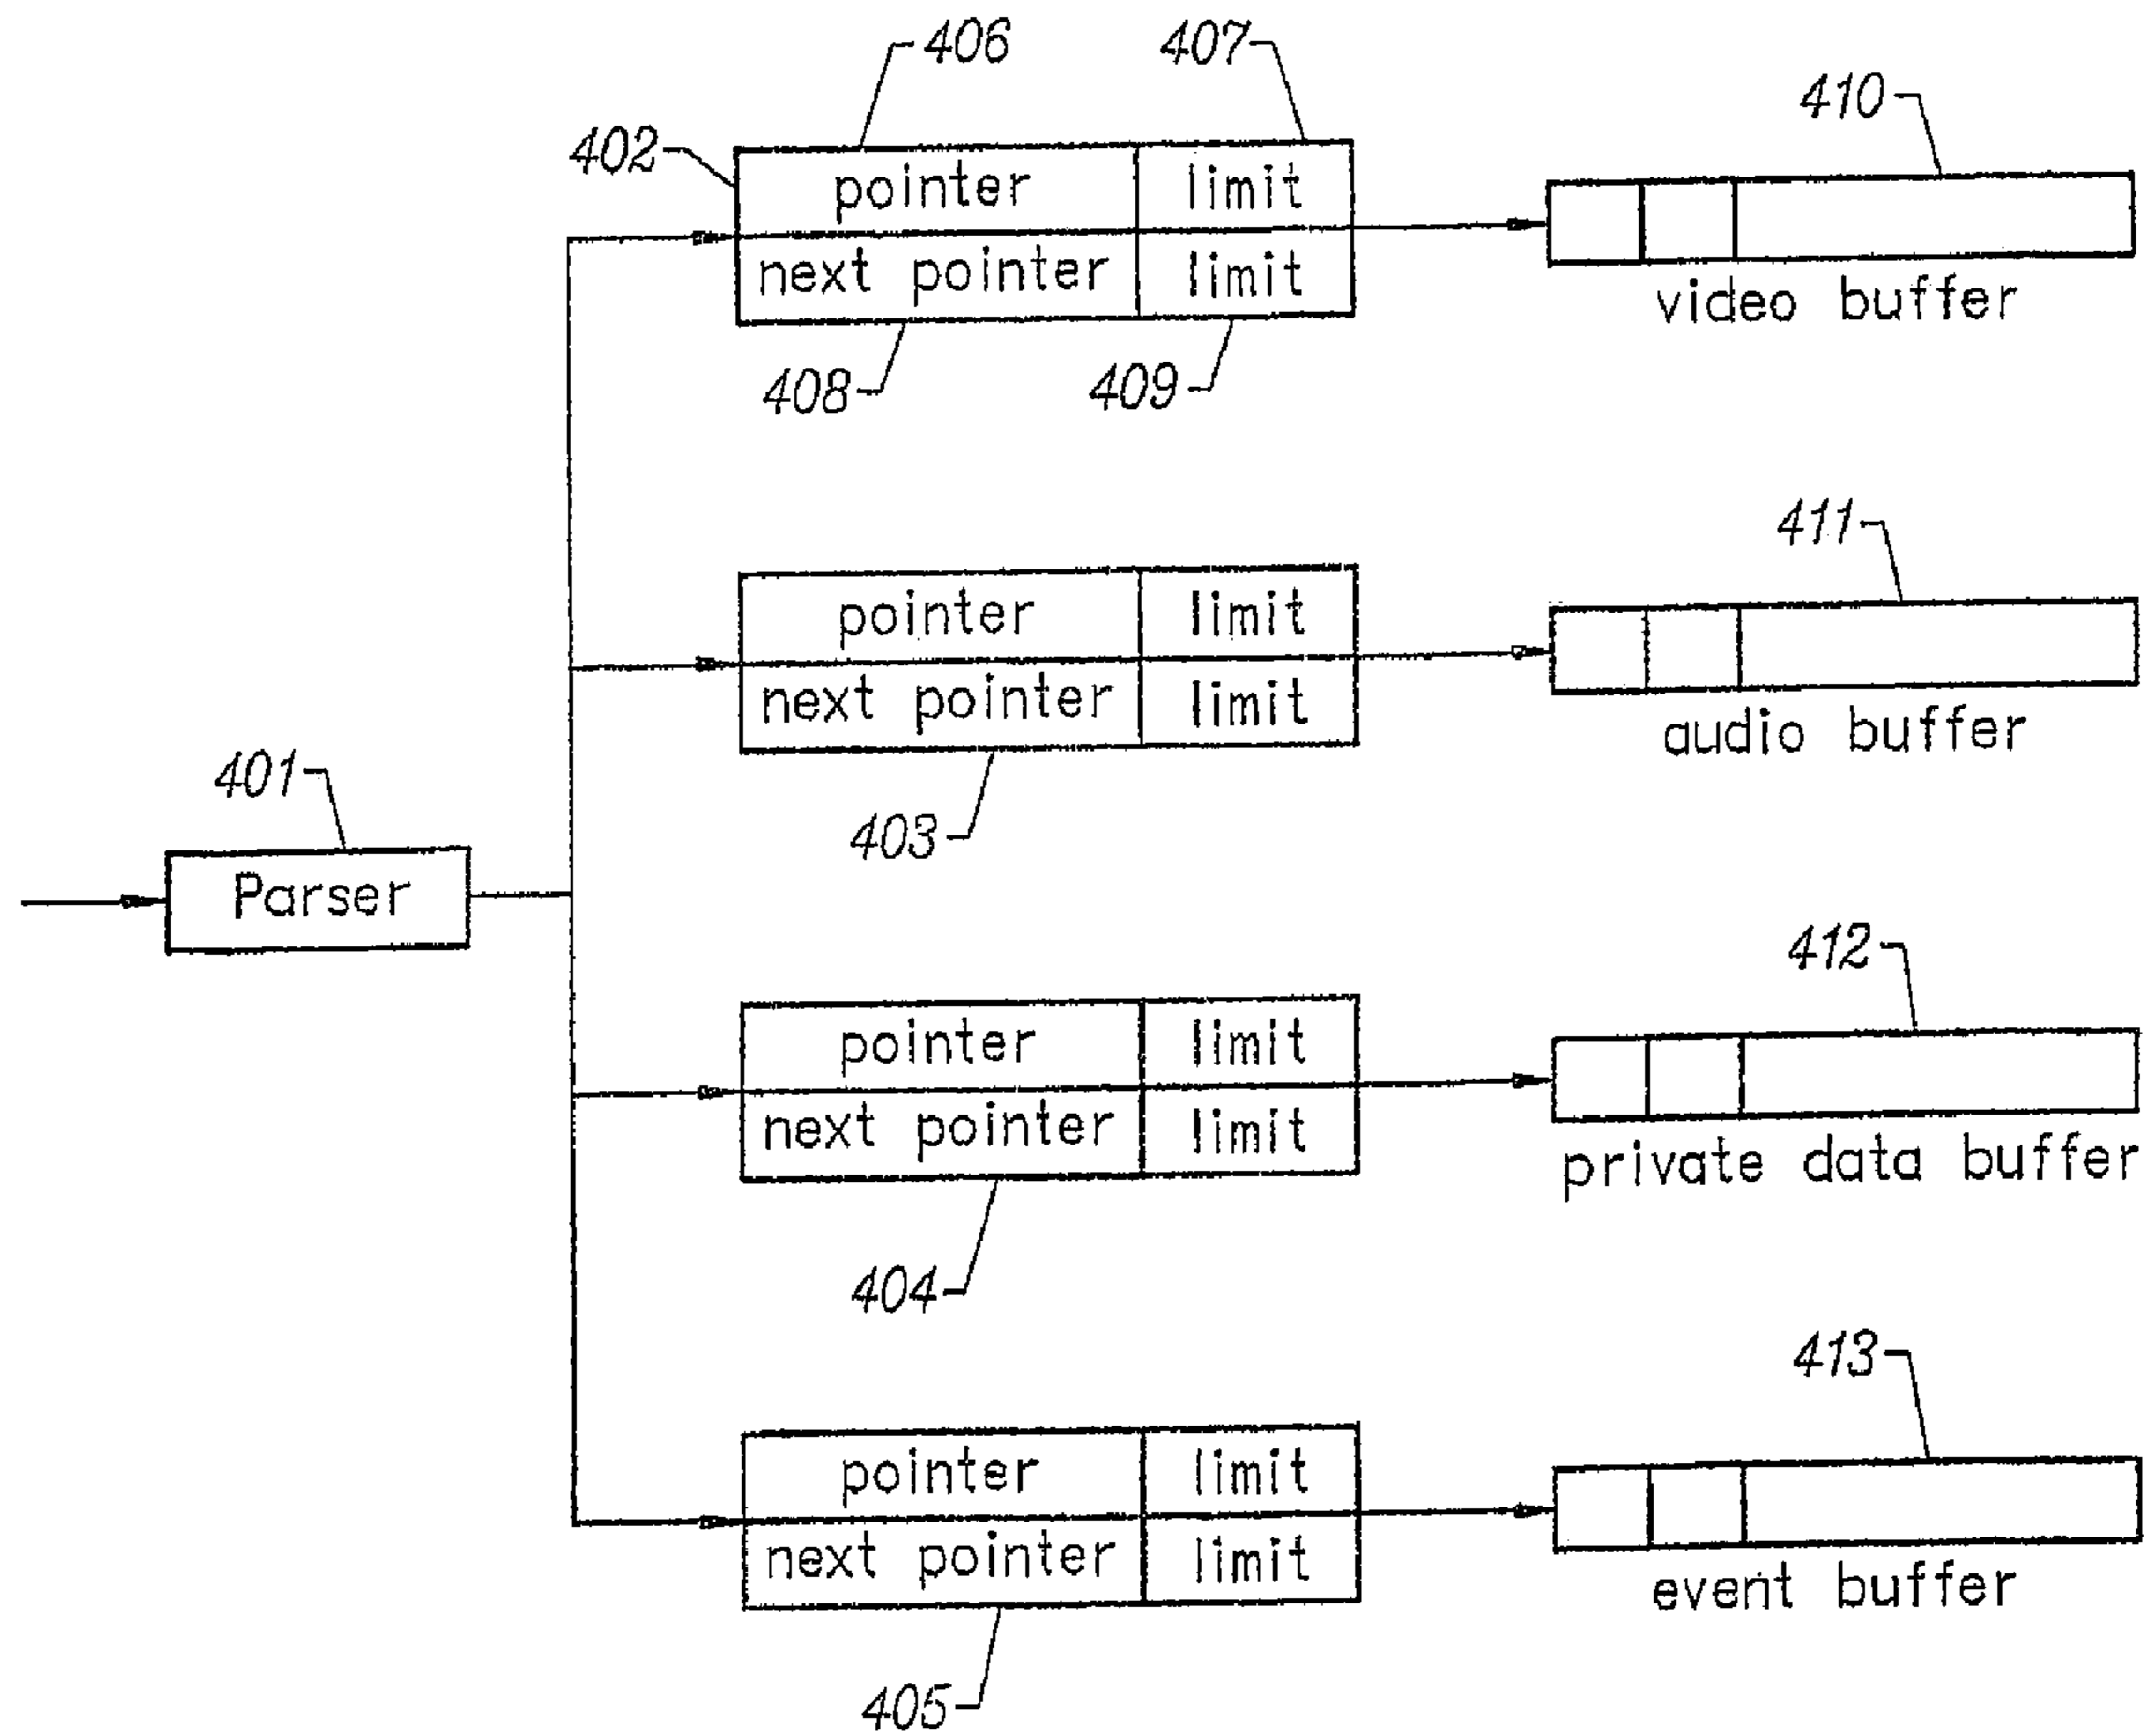 406
407
402
410
pointer
limit
next pointer
limit
video buffer
408
409
411
pointer
limit
next pointer
limit
audio buffer
401
403
Parser
412
pointer
limit
next pointer
limit
private data buffer
404
413
pointer
limit
next pointer
limit
event buffer
405